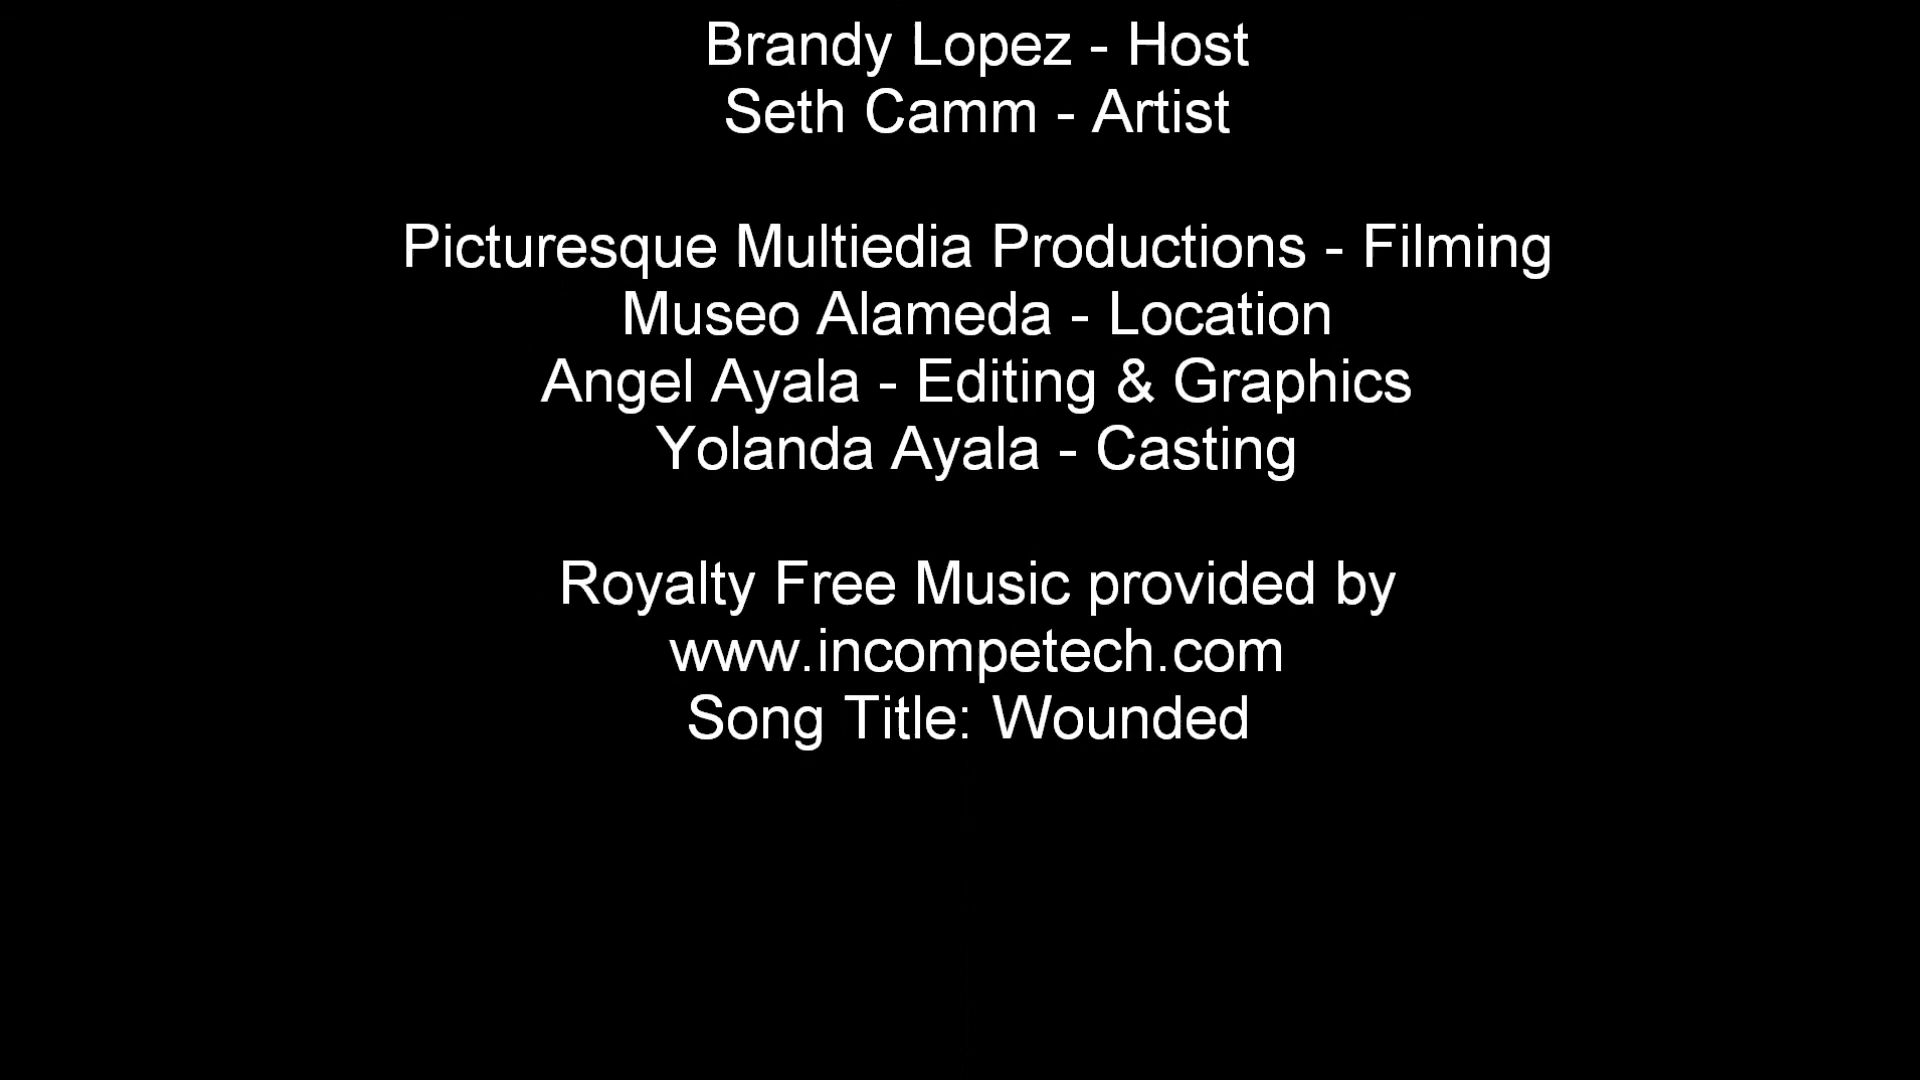 Brandy Lopez - Host
Seth Camm - Artist
Picturesque Multiedia Productions - Filming
Museo Alameda - Location
Angel Ayala - Editing & Graphics
Yolanda Ayala - Casting
Royalty Free Music provided by
www.incompetech.com
Song Title: Wounded